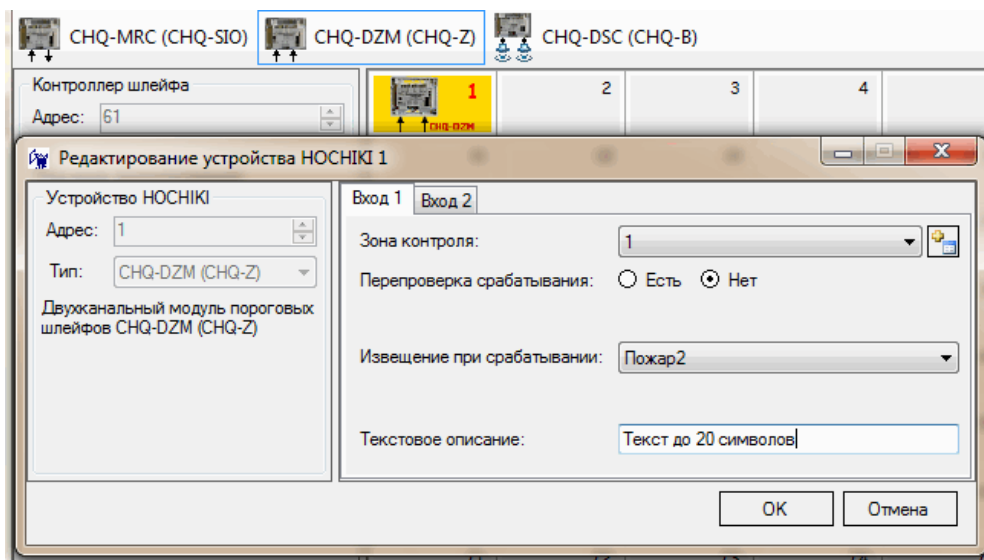 CHQ-MRC (CHQ-SIO) CHQ-DZM (CHQ-Z) CHQ-DSC (CHQ-B)
Контроллер шлейфа
Адрес: 61
1 2 3 4
CHQ-DZM
Редактирование устройства HOCHIKI 1
Устройство HOCHIKI
Адрес: 1
Тип: CHQ-DZM (CHQ-Z)
Двухканальный модуль пороговых
шлейфов CHQ-DZM (CHQ-Z)
Вход 1 Вход 2
Зона контроля: 1
Перепроверка срабатывания: Есть Нет
Извещение при срабатывании: Пожар2
Текстовое описание: Текст до 20 символов
OK Отмена